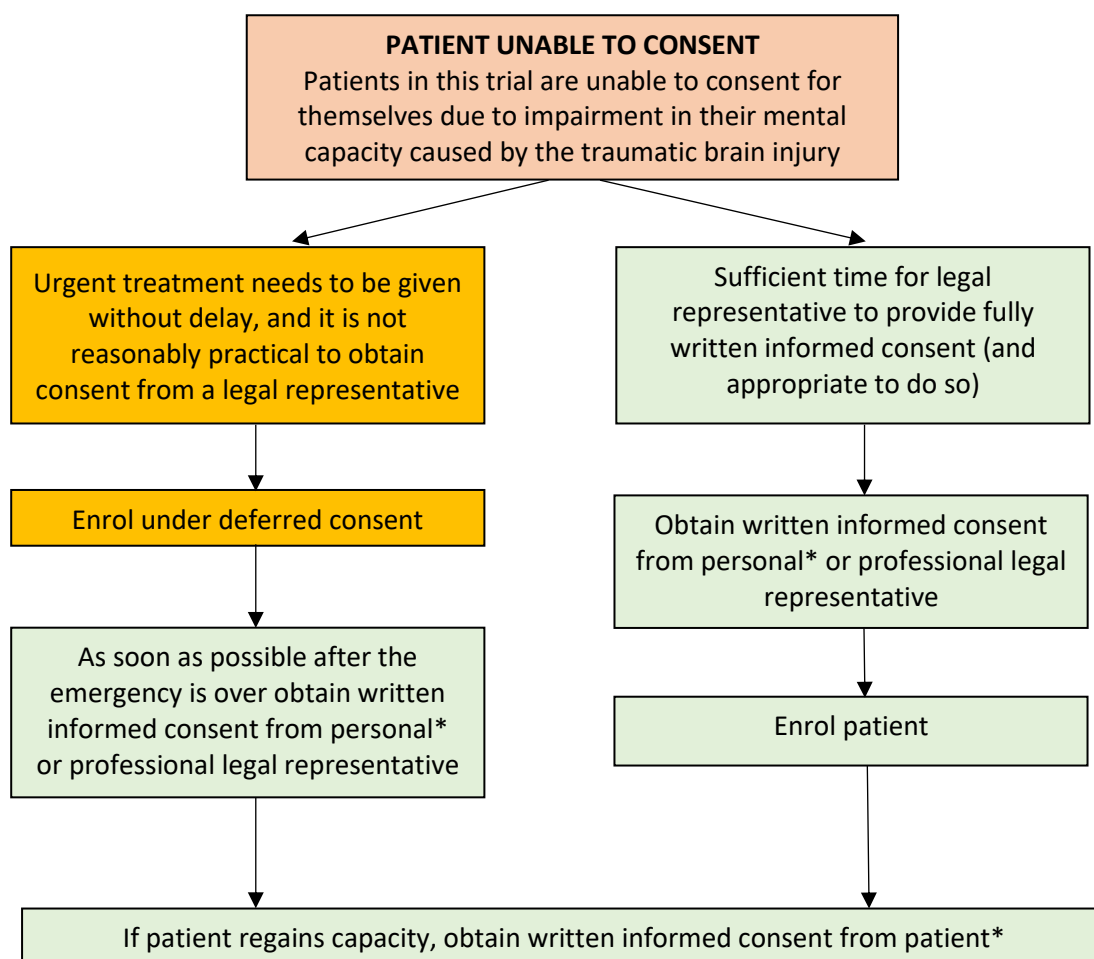 PATIENT UNABLE TO CONSENT
Patients in this trial are unable to consent for
themselves due to impairment in their mental
capacity caused by the traumatic brain injury
Urgent treatment needs to be given
without delay, and it is not
reasonably practical to obtain
consent from a legal representative
Enrol under deferred consent
As soon as possible after the
emergency is over obtain written
informed consent from personal*
or professional legal representative
Sufficient time for legal
representative to provide fully
written informed consent (and
appropriate to do so)
Obtain written informed consent
from personal* or professional legal
representative
Enrol patient
If patient regains capacity, obtain written informed consent from patient*